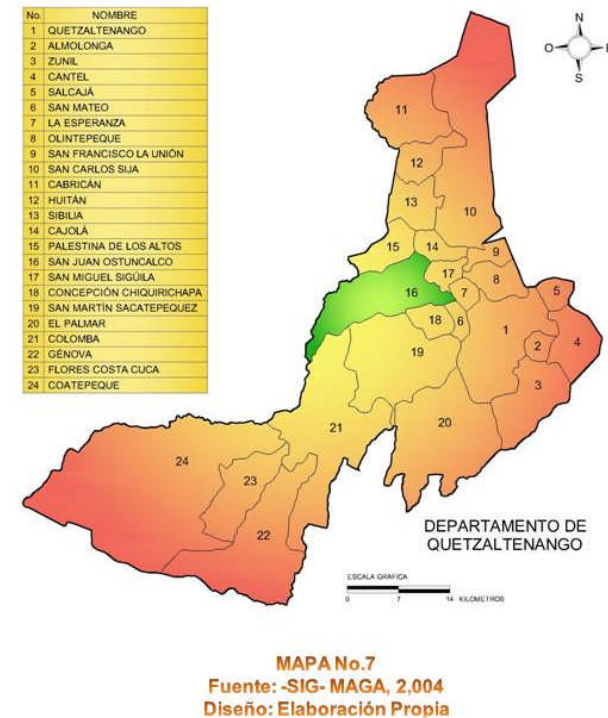 No. NOMBRE
1 QUETZALTENANGO
2 ALMOLONGA
3 ZUNIL
4 CANTEL
5 SALCAJÁ
6 SAN MATEO
7 LA ESPERANZA
8 OLINTEPEQUE
9 SAN FRANCISCO LA UNIÓN
10 SAN CARLOS SIJA
11 CABRICÁN
12 HUITÁN
13 SIBILIA
14 CAJOLÁ
15 PALESTINA DE LOS ALTOS
16 SAN JUAN OSTUNCALCO
17 SAN MIGUEL SIGÜILA
18 CONCEPCIÓN CHIQUIRICHAPA
19 SAN MARTÍN SACATEPEQUEZ
20 EL PALMAR
21 COLOMBA
22 GÉNOVA
23 FLORES COSTA CUCA
24 COATEPEQUE
N
O E
S
11
12
13
10
15
14
9
17
8
16
7
5
18
6
1
2
4
19
3
20
21
24
23
22
DEPARTAMENTO DE
QUETZALTENANGO
ESCALA GRAFICA
0 7 14 KILOMETROS
MAPA No.7
Fuente: -SIG- MAGA, 2,004
Diseño: Elaboración Propia